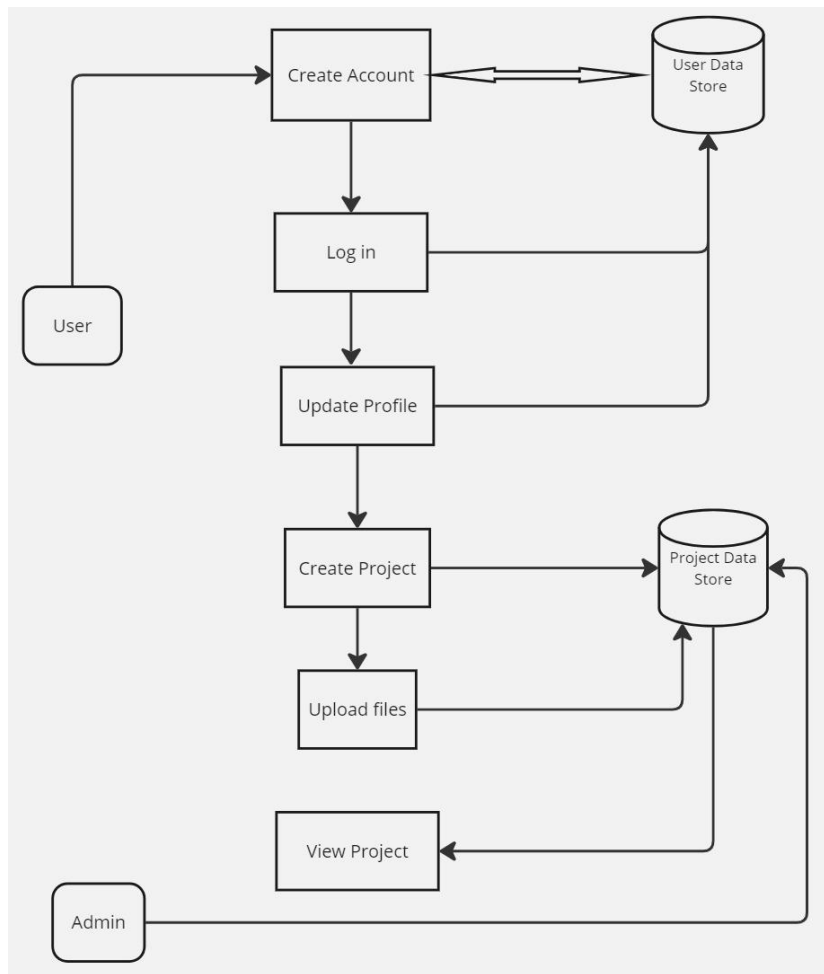 Create Account
User Data
Store
Log in
User
Update Profile
Create Project
Project Data
Store
Upload files
View Project
Admin